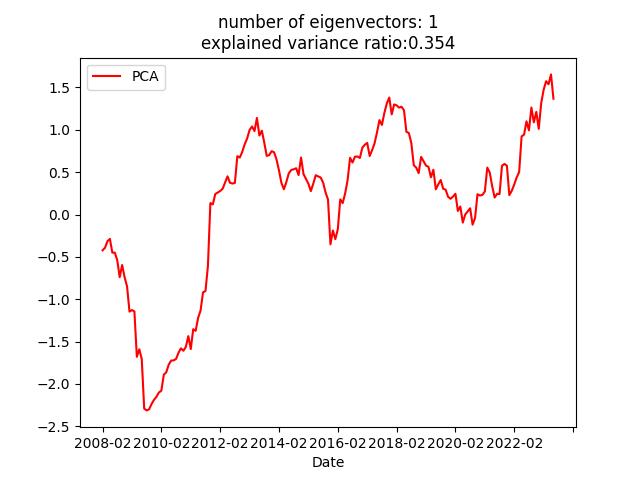 number of eigenvectors: 1
explained variance ratio:0.354
PCA
1.5
1.0
0.5
0.0
−0.5
−1.0
−1.5
−2.0
−2.5
2008-02 2010-02 2012-02 2014-02 2016-02 2018-02 2020-02 2022-02
Date